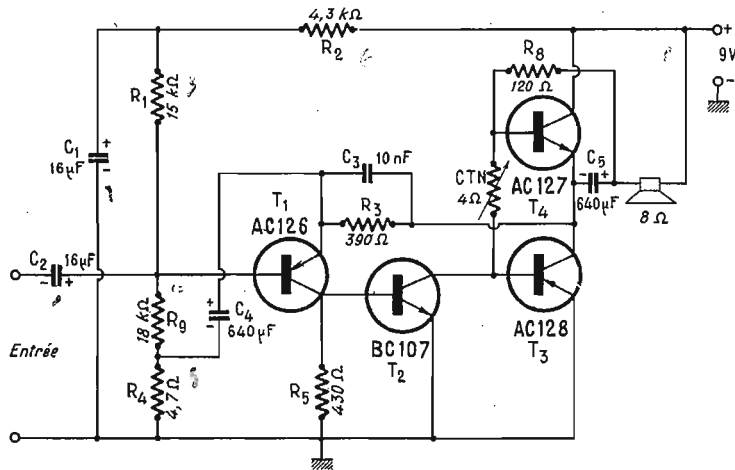 4,3 kΩ
R2
+
9V
-
R1
15 kΩ
R8
120 Ω
C1
16µF
+
-
C3
10 nF
CTN
4Ω
AC127
T4
C5
- +
640µF
8 Ω
T1
AC126
R3
390Ω
C2
16µF
- +
Entrée
18 kΩ
R9
+
-
C4
640µF
BC107
T2
AC128
T3
R4
4,7 Ω
R5
430 Ω